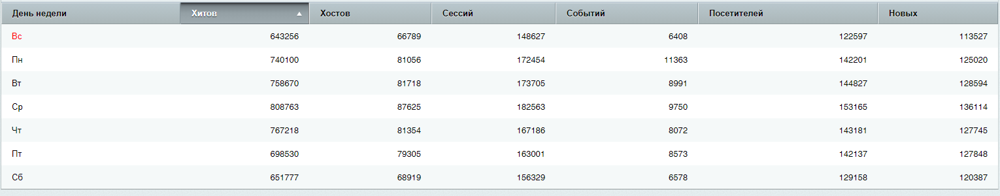 День недели Хитов Хостов Сессий Событий Посетителей Новых
Вс 643256 66789 148627 6408 122597 113527
Пн 740100 81056 172454 11363 142201 125020
Вт 758670 81718 173705 8991 144827 128594
Ср 808763 87625 182563 9750 153165 136114
Чт 767218 81354 167186 8072 143181 127745
Пт 698530 79305 163001 8573 142137 127848
Сб 651777 68919 156329 6578 129158 120387